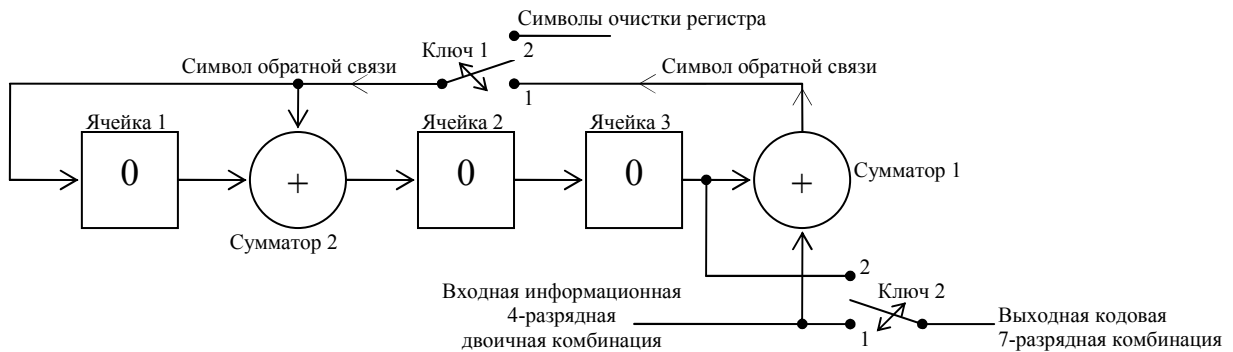 Символы очистки регистра
Ключ 1
2
Символ обратной связи
Символ обратной связи
1
Ячейка 1
Ячейка 2
Ячейка 3
0
+
0
0
+
Сумматор 1
Сумматор 2
2
Входная информационная
4-разрядная
двоичная комбинация
Ключ 2
1
Выходная кодовая
7-разрядная комбинация